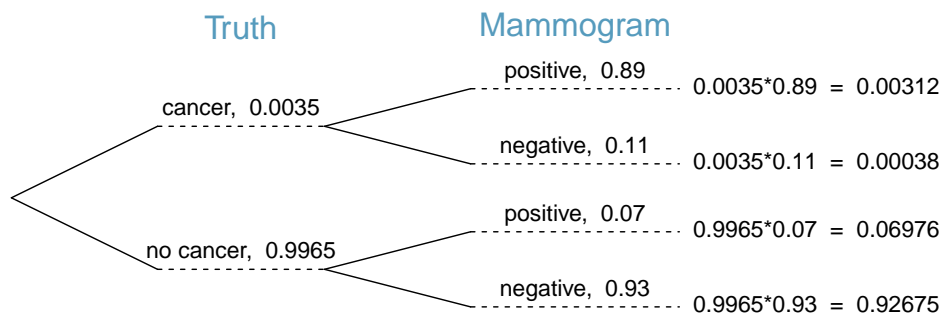 Truth
Mammogram
cancer, 0.0035
positive, 0.89
0.0035*0.89 = 0.00312
negative, 0.11
0.0035*0.11 = 0.00038
no cancer, 0.9965
positive, 0.07
0.9965*0.07 = 0.06976
negative, 0.93
0.9965*0.93 = 0.92675